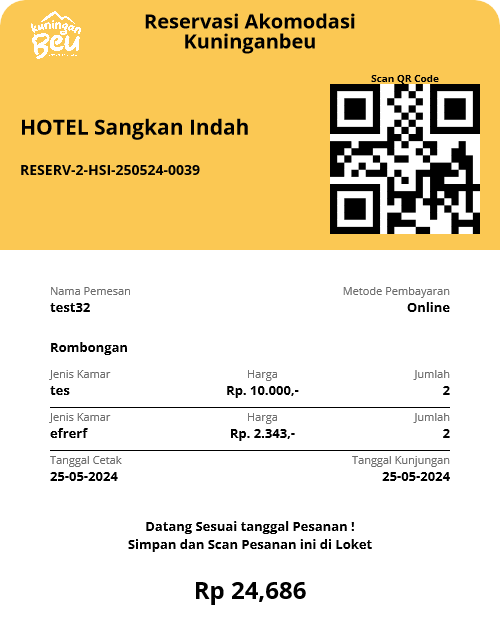 kuningan
Beu
Reservasi Akomodasi
Kuninganbeu
Scan QR Code
HOTEL Sangkan Indah
RESERV-2-HSI-250524-0039
Nama Pemesan Metode Pembayaran
test32 Online
Rombongan
Jenis Kamar Harga Jumlah
tes Rp. 10.000,- 2
Jenis Kamar Harga Jumlah
efrerf Rp. 2.343,- 2
Tanggal Cetak Tanggal Kunjungan
25-05-2024 25-05-2024
Datang Sesuai tanggal Pesanan !
Simpan dan Scan Pesanan ini di Loket
Rp 24,686